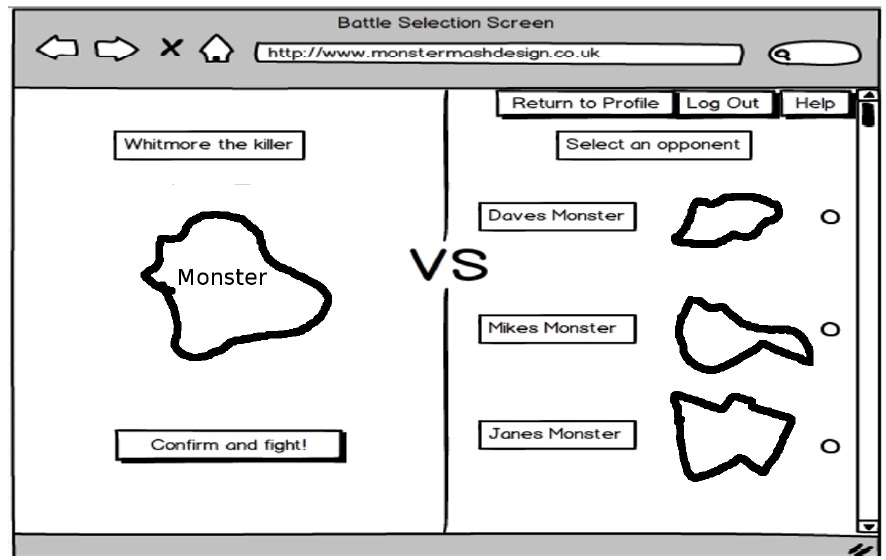 Battle Selection Screen
http://www.monstermashdesign.co.uk
Return to Profile
Log Out
Help
Whitmore the killer
Select an opponent
Daves Monster
Monster
VS
Mikes Monster
Janes Monster
Confirm and fight!